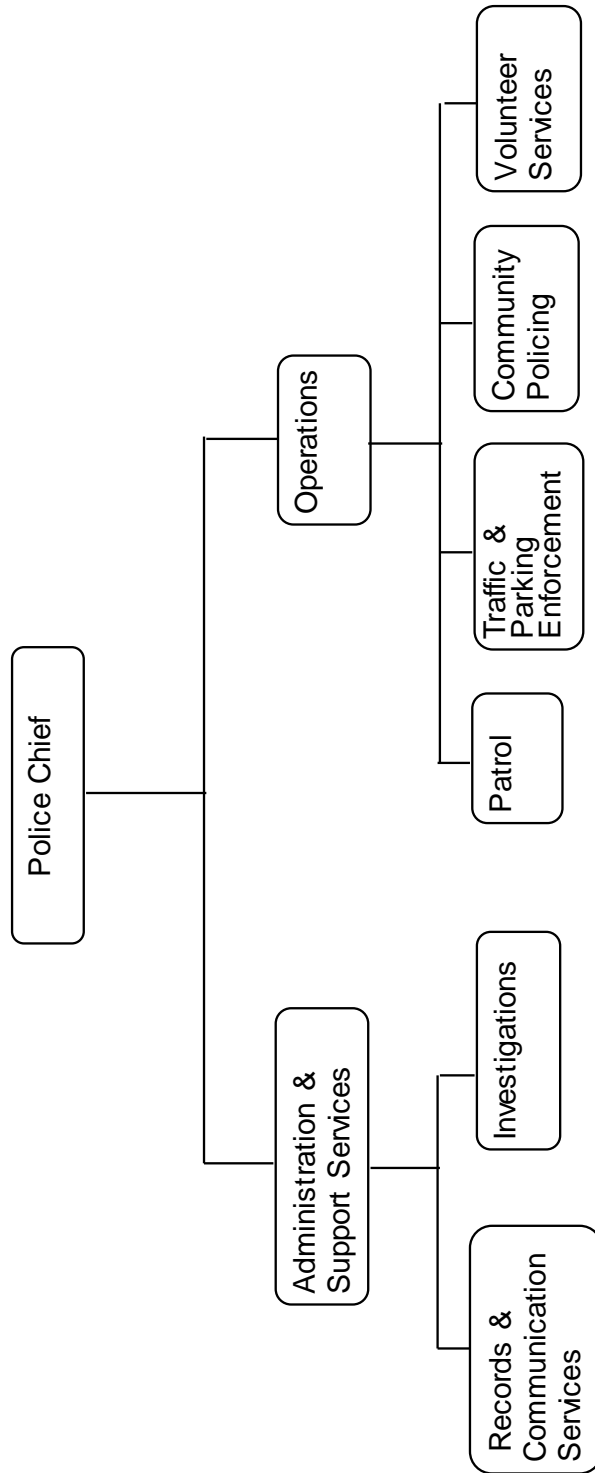 Police Chief
Administration &
Support Services
Operations
Records &
Communication
Services
Investigations
Patrol
Traffic &
Parking
Enforcement
Community
Policing
Volunteer
Services